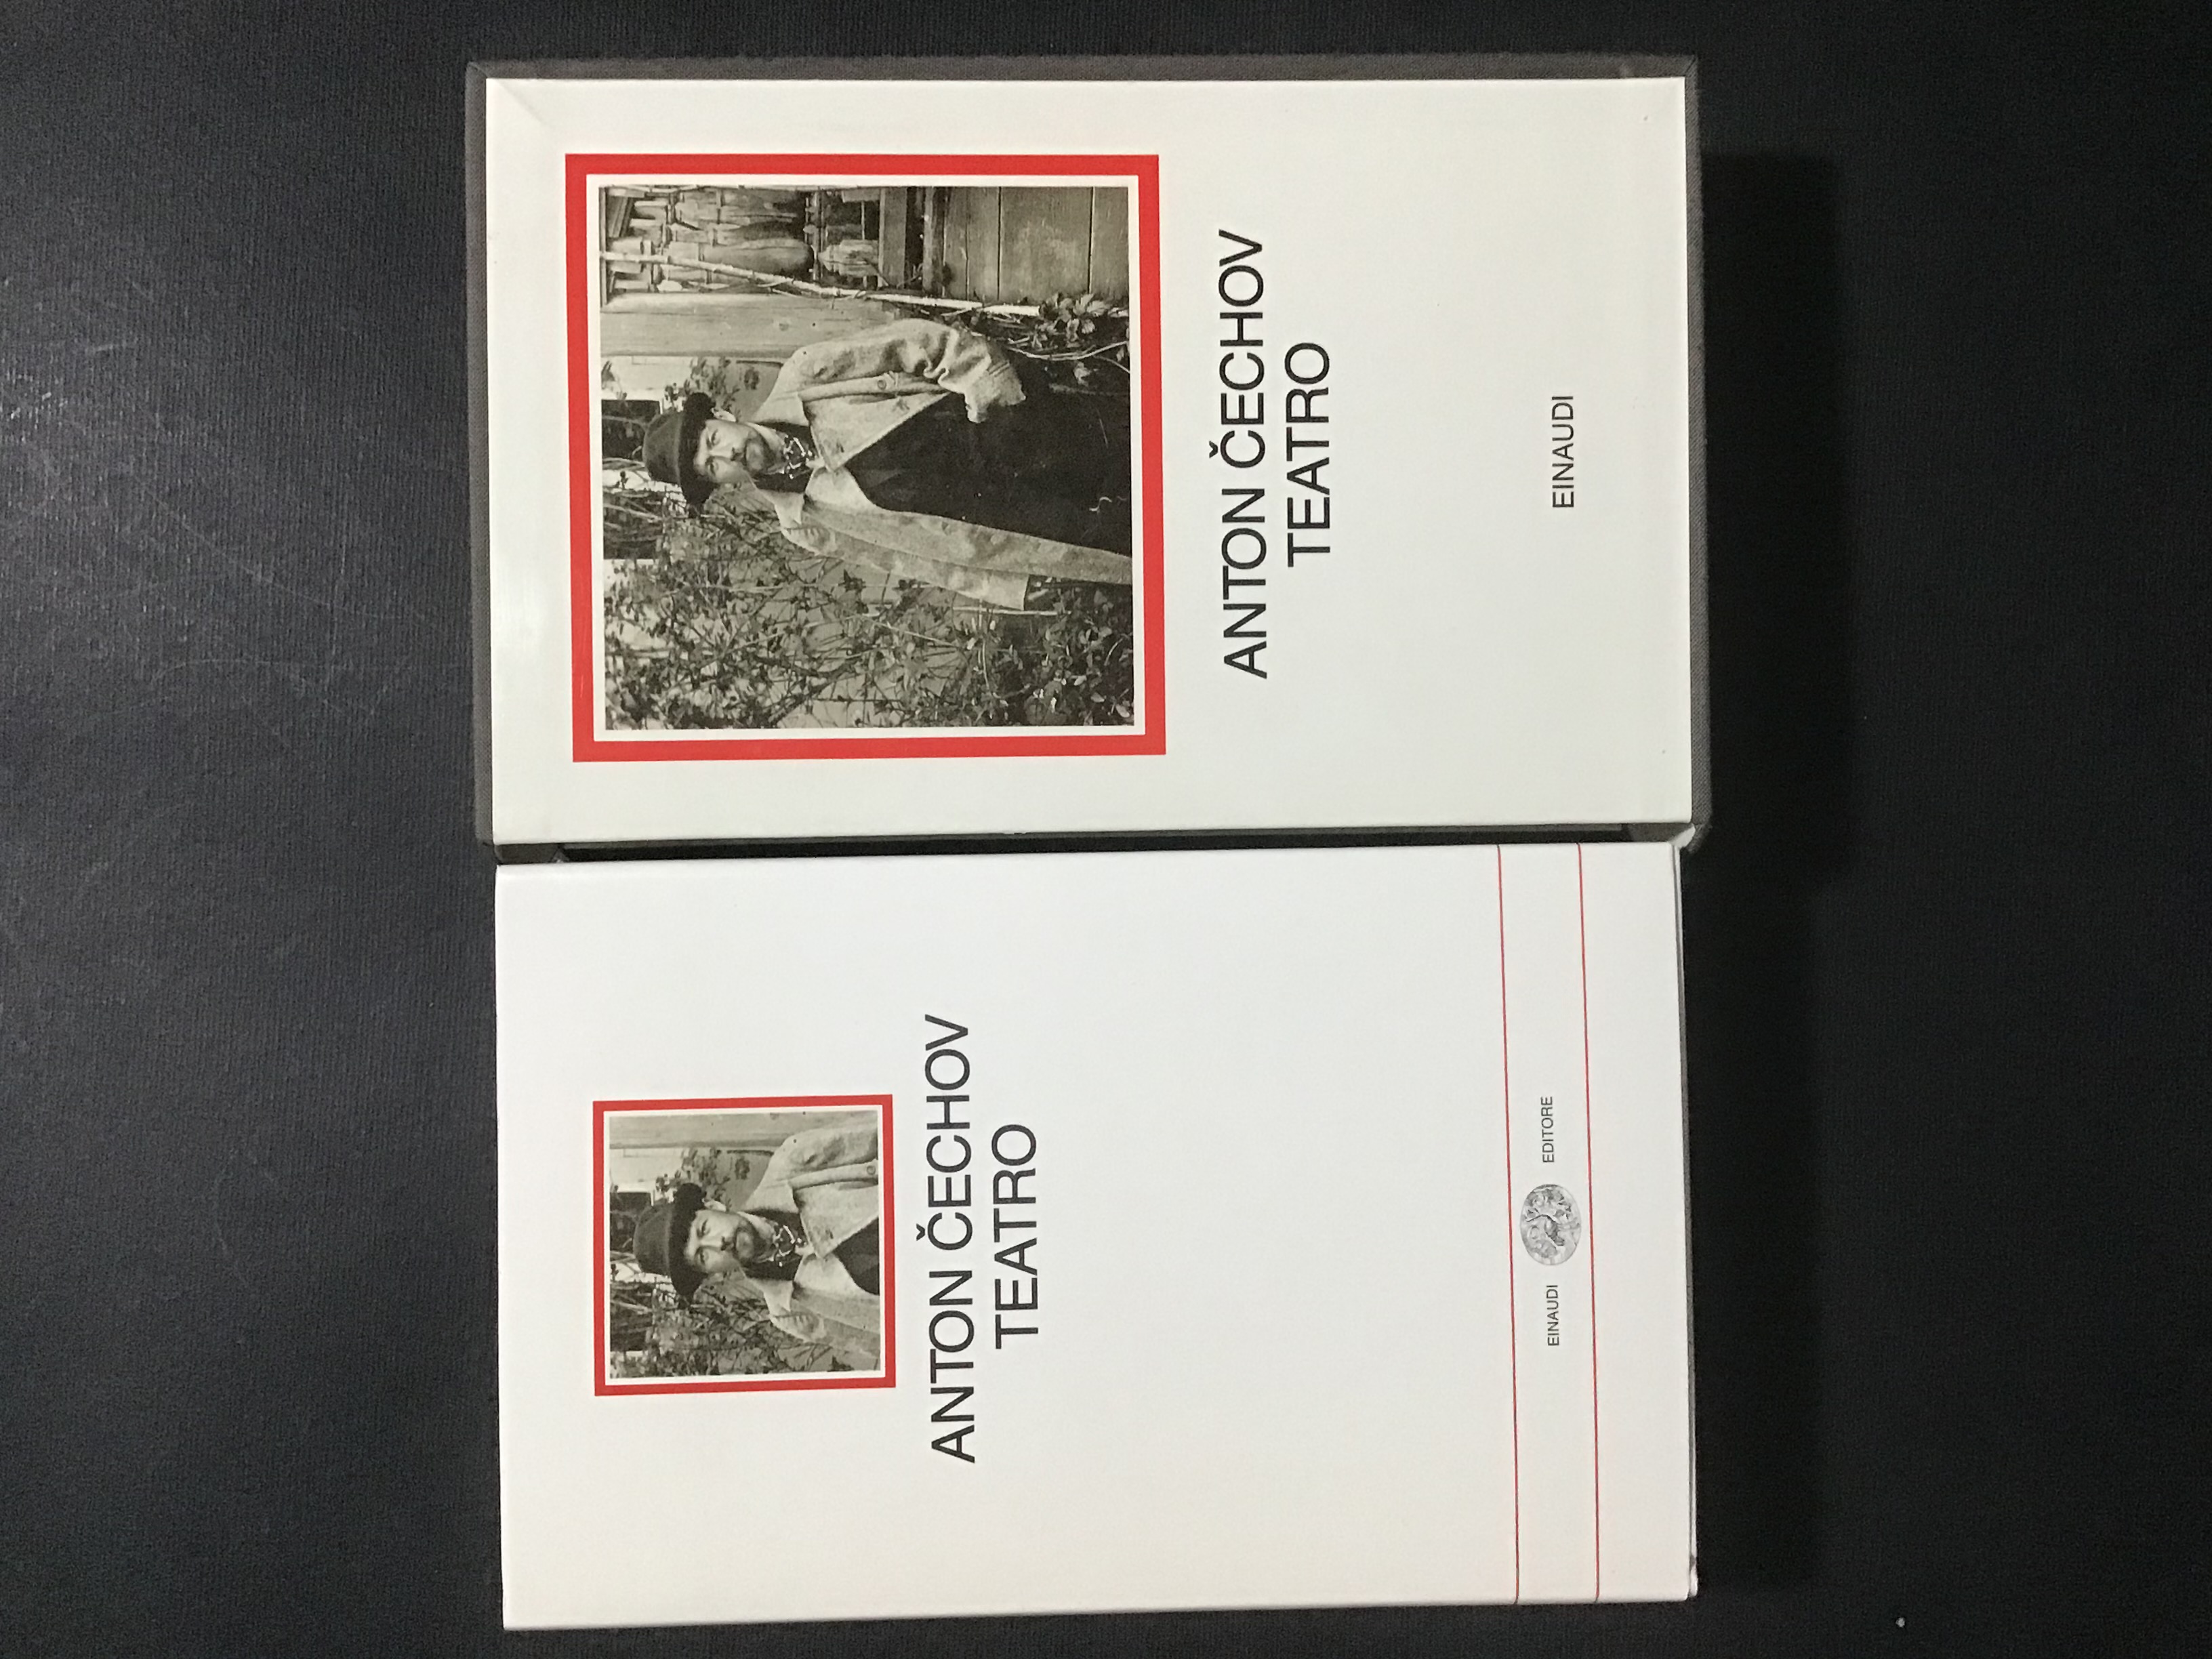 ANTON ČECHOV
TEATRO
EINAUDI EDITORE
ANTON ČECHOV
TEATRO
EINAUDI